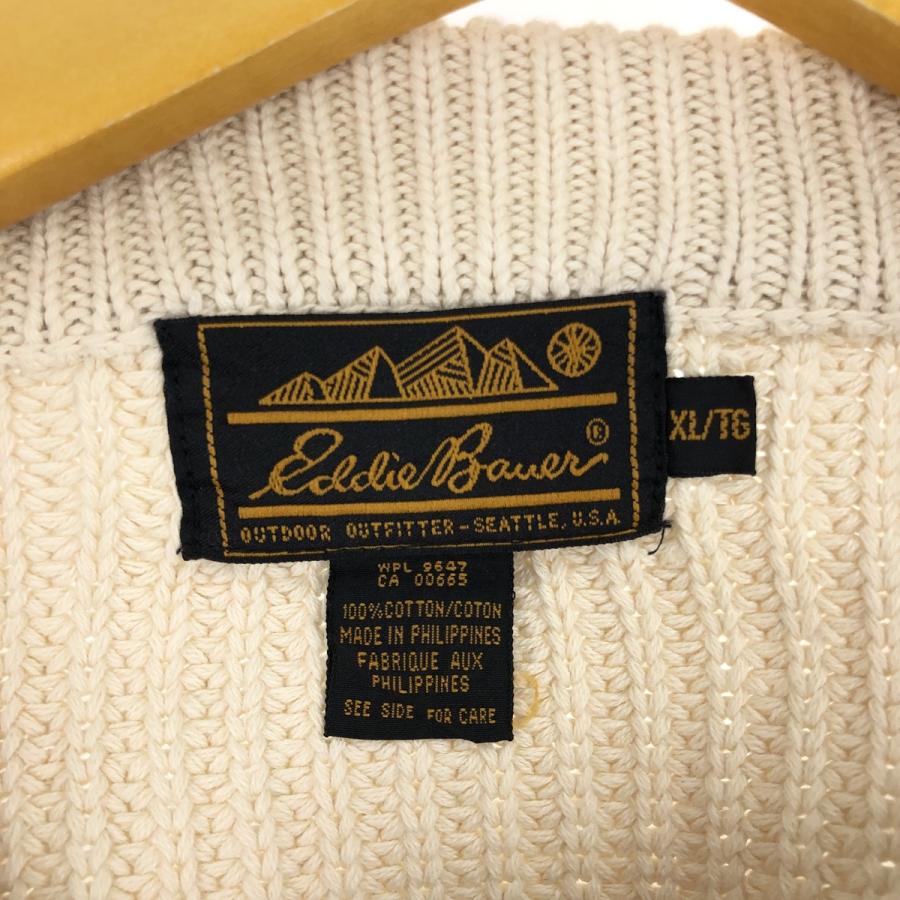 Eddie Bauer®
OUTDOOR OUTFITTER - SEATTLE, U.S.A.
XL/TG
WPL 9647
CA 00665
100% COTTON/COTON
MADE IN PHILIPPINES
FABRIQUE AUX
PHILIPPINES
SEE SIDE FOR CARE